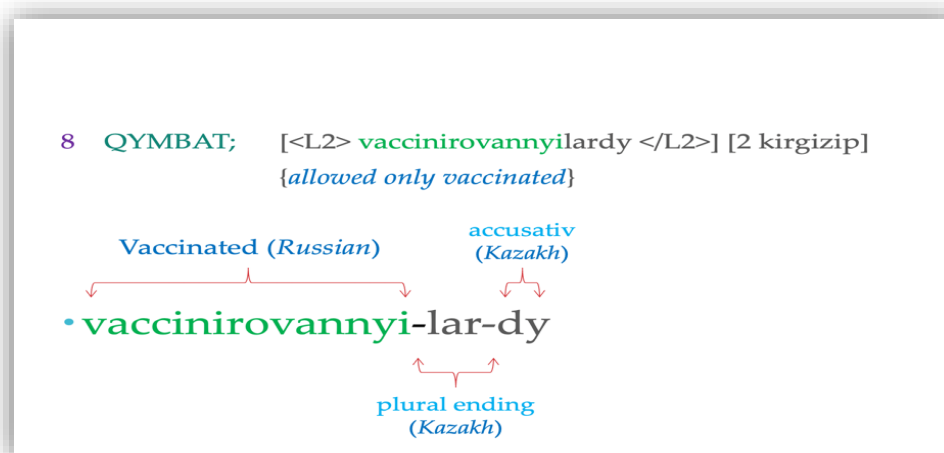 8 QYMBAT; [<L2> vaccinirovannyilardy </L2>] [2 kirgizip]
{allowed only vaccinated}
accusativ
Vaccinated (Russian) (Kazakh)
• vaccinirovannyi-lar-dy
plural ending
(Kazakh)